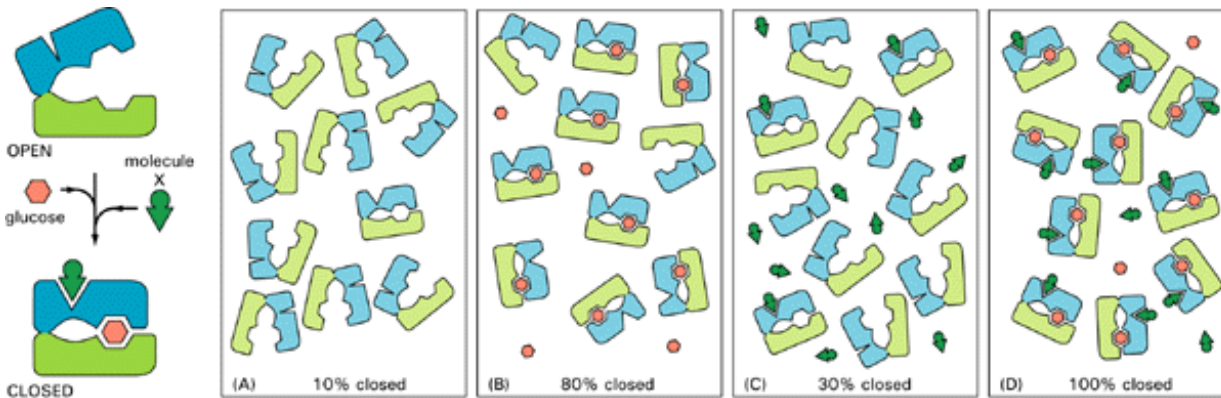 OPEN
molecule
X
glucose
CLOSED
(A) 10% closed
(B) 80% closed
(C) 30% closed
(D) 100% closed